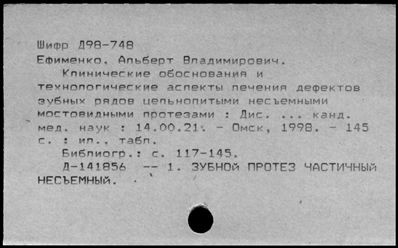 Шифр Д98-748
Ефименко, Альберт Владимирович.
Клинические обоснования и
технологические аспекты лечения дефектов
зубных рядов цельнолитыми несъемными
мостовидными протезами : Дис. ... канд.
мед. наук : 14.00.21. - Омск, 1998. - 145
с. : ил., табл.
Библиогр.: с. 117-145.
Д-141856 -- 1. ЗУБНОЙ ПРОТЕЗ ЧАСТИЧНЫЙ
НЕСЪЕМНЫЙ.